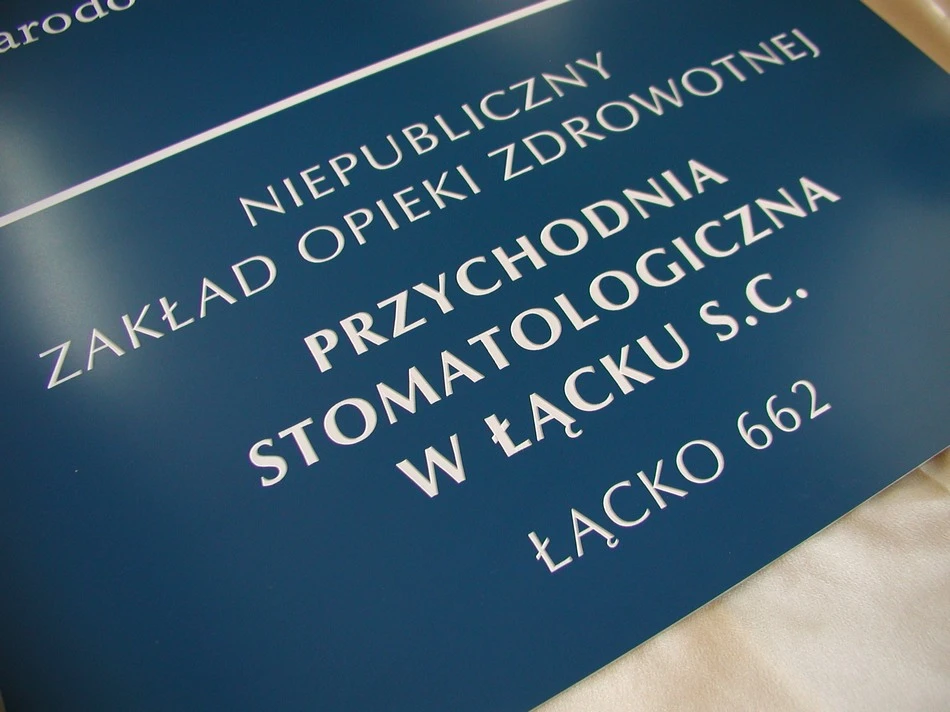 NIEPUBLICZNY
ZAKŁAD OPIEKI ZDROWOTNEJ
PRZYCHODNIA
STOMATOLOGICZNA
W ŁĄCKU S.C.
ŁĄCKO 662